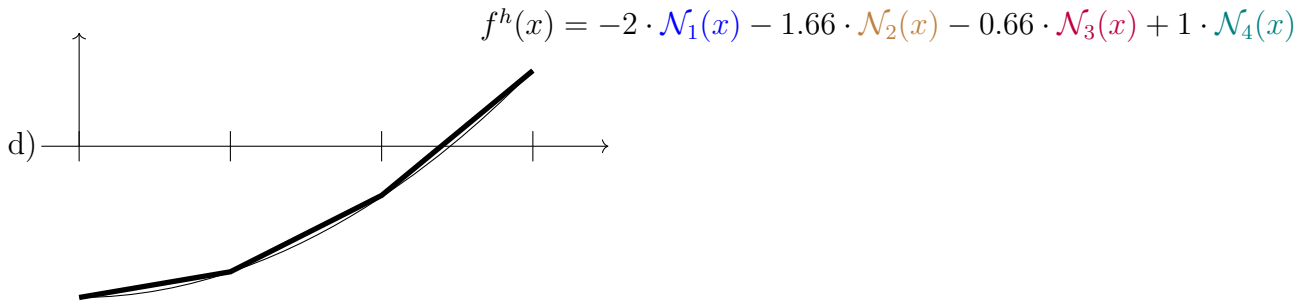 f^h(x) = −2 · 𝒩_1(x) − 1.66 · 𝒩_2(x) − 0.66 · 𝒩_3(x) + 1 · 𝒩_4(x)
d)